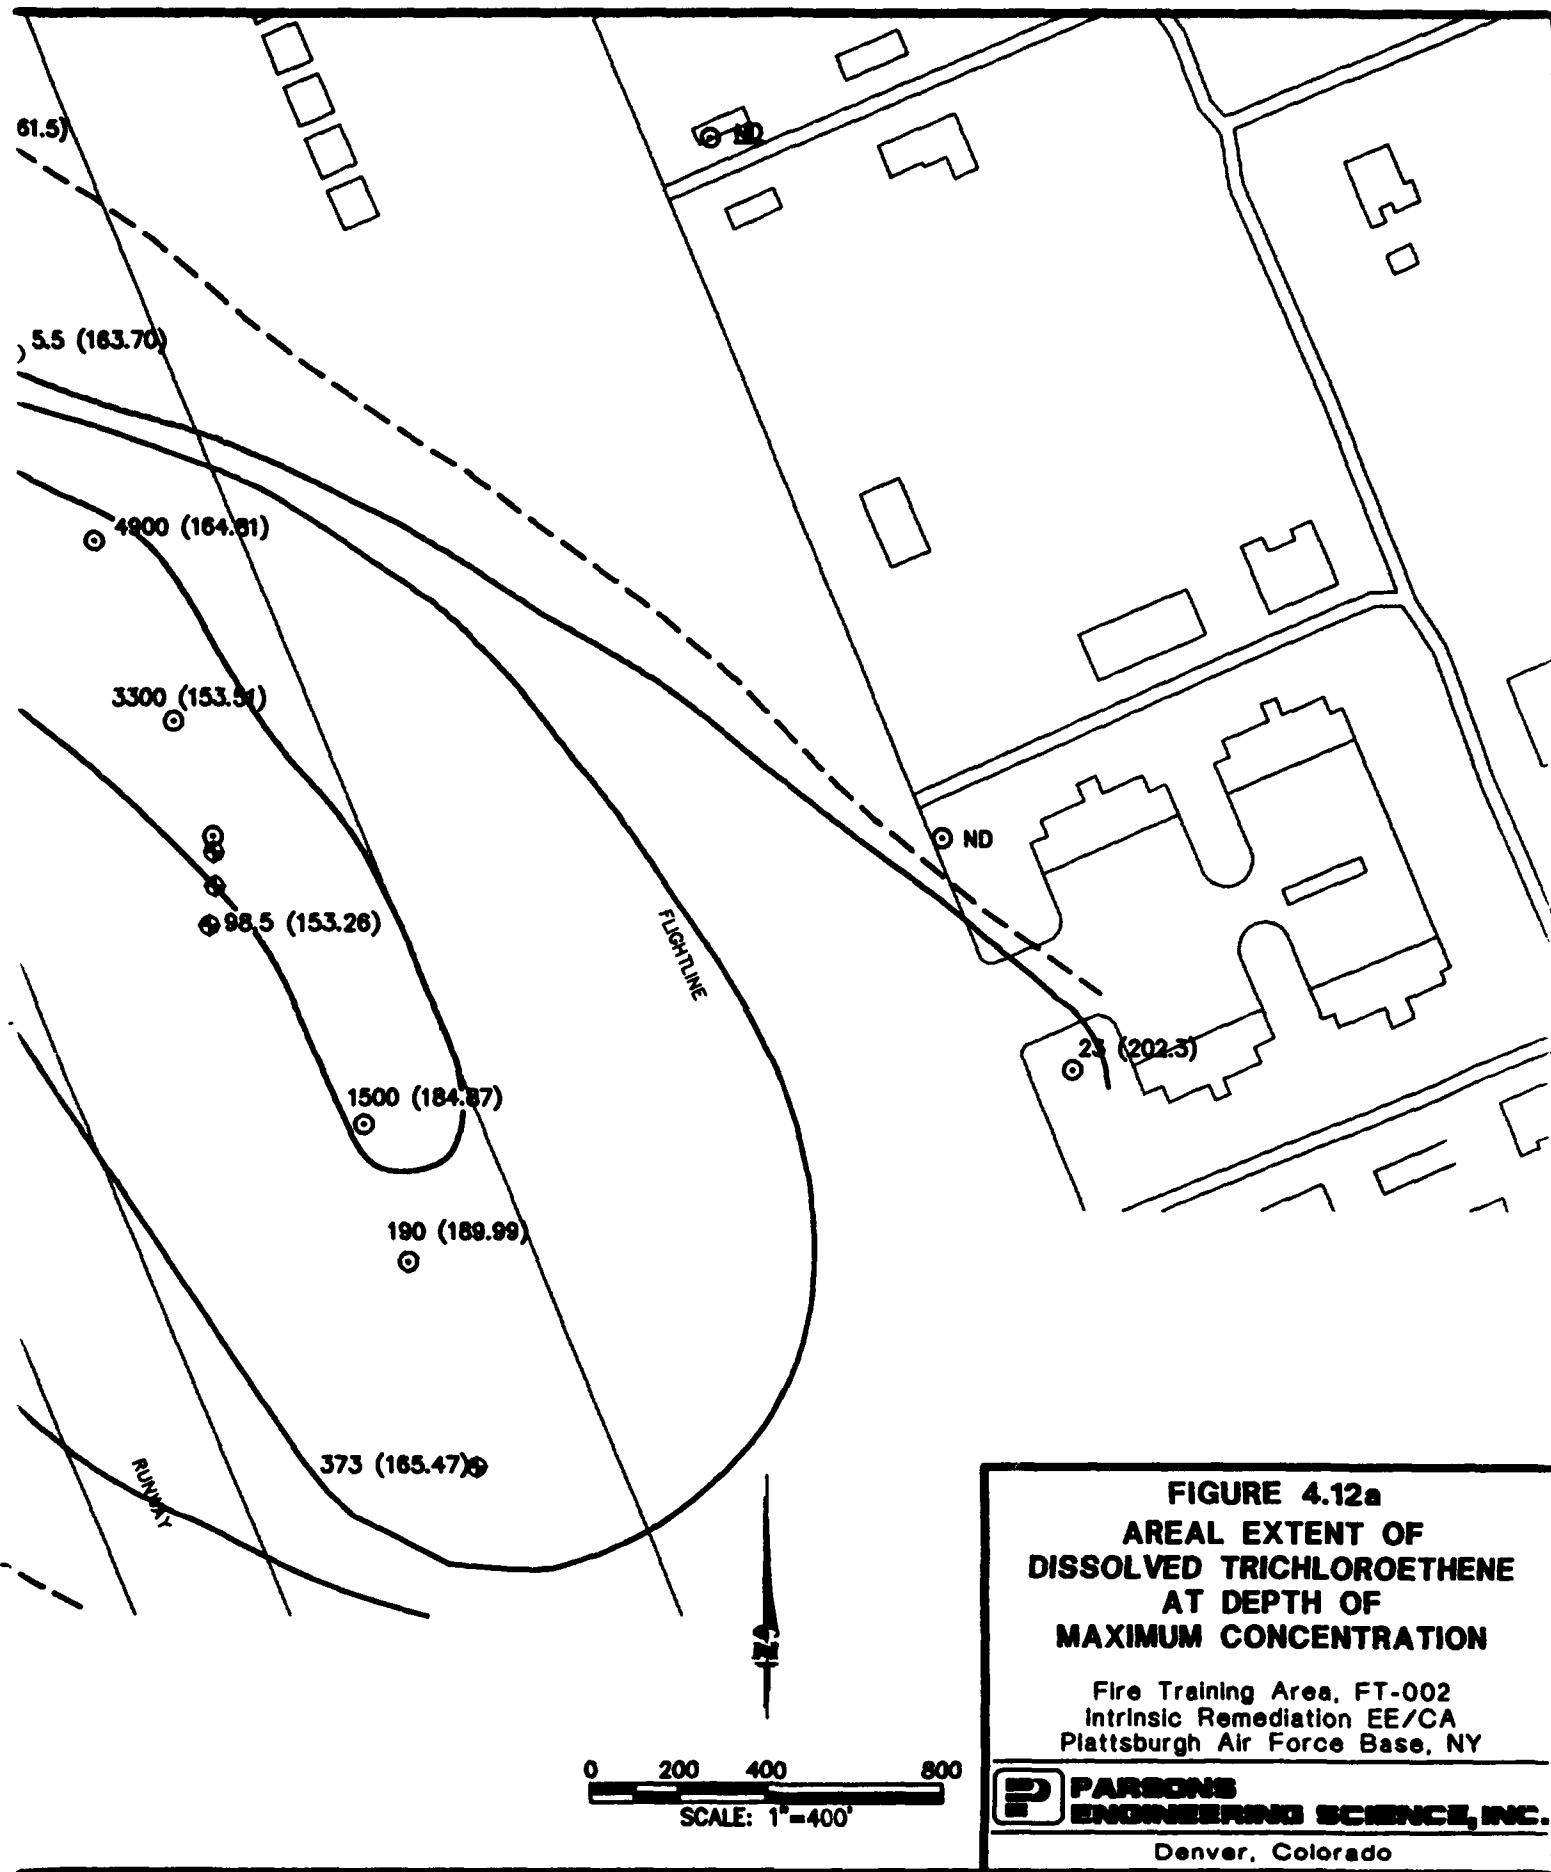 61.5)
ND
5.5 (163.70)
4900 (164.81)
3300 (153.51)
ND
98.5 (153.26)
FLIGHTLINE
23 (202.3)
1500 (184.87)
190 (189.99)
373 (165.47)
RUNWAY
0 200 400 800
SCALE: 1"=400'
FIGURE 4.12a
AREAL EXTENT OF
DISSOLVED TRICHLOROETHENE
AT DEPTH OF
MAXIMUM CONCENTRATION
Fire Training Area, FT-002
Intrinsic Remediation EE/CA
Plattsburgh Air Force Base, NY
PARSONS
ENGINEERING SCIENCE, INC.
Denver, Colorado